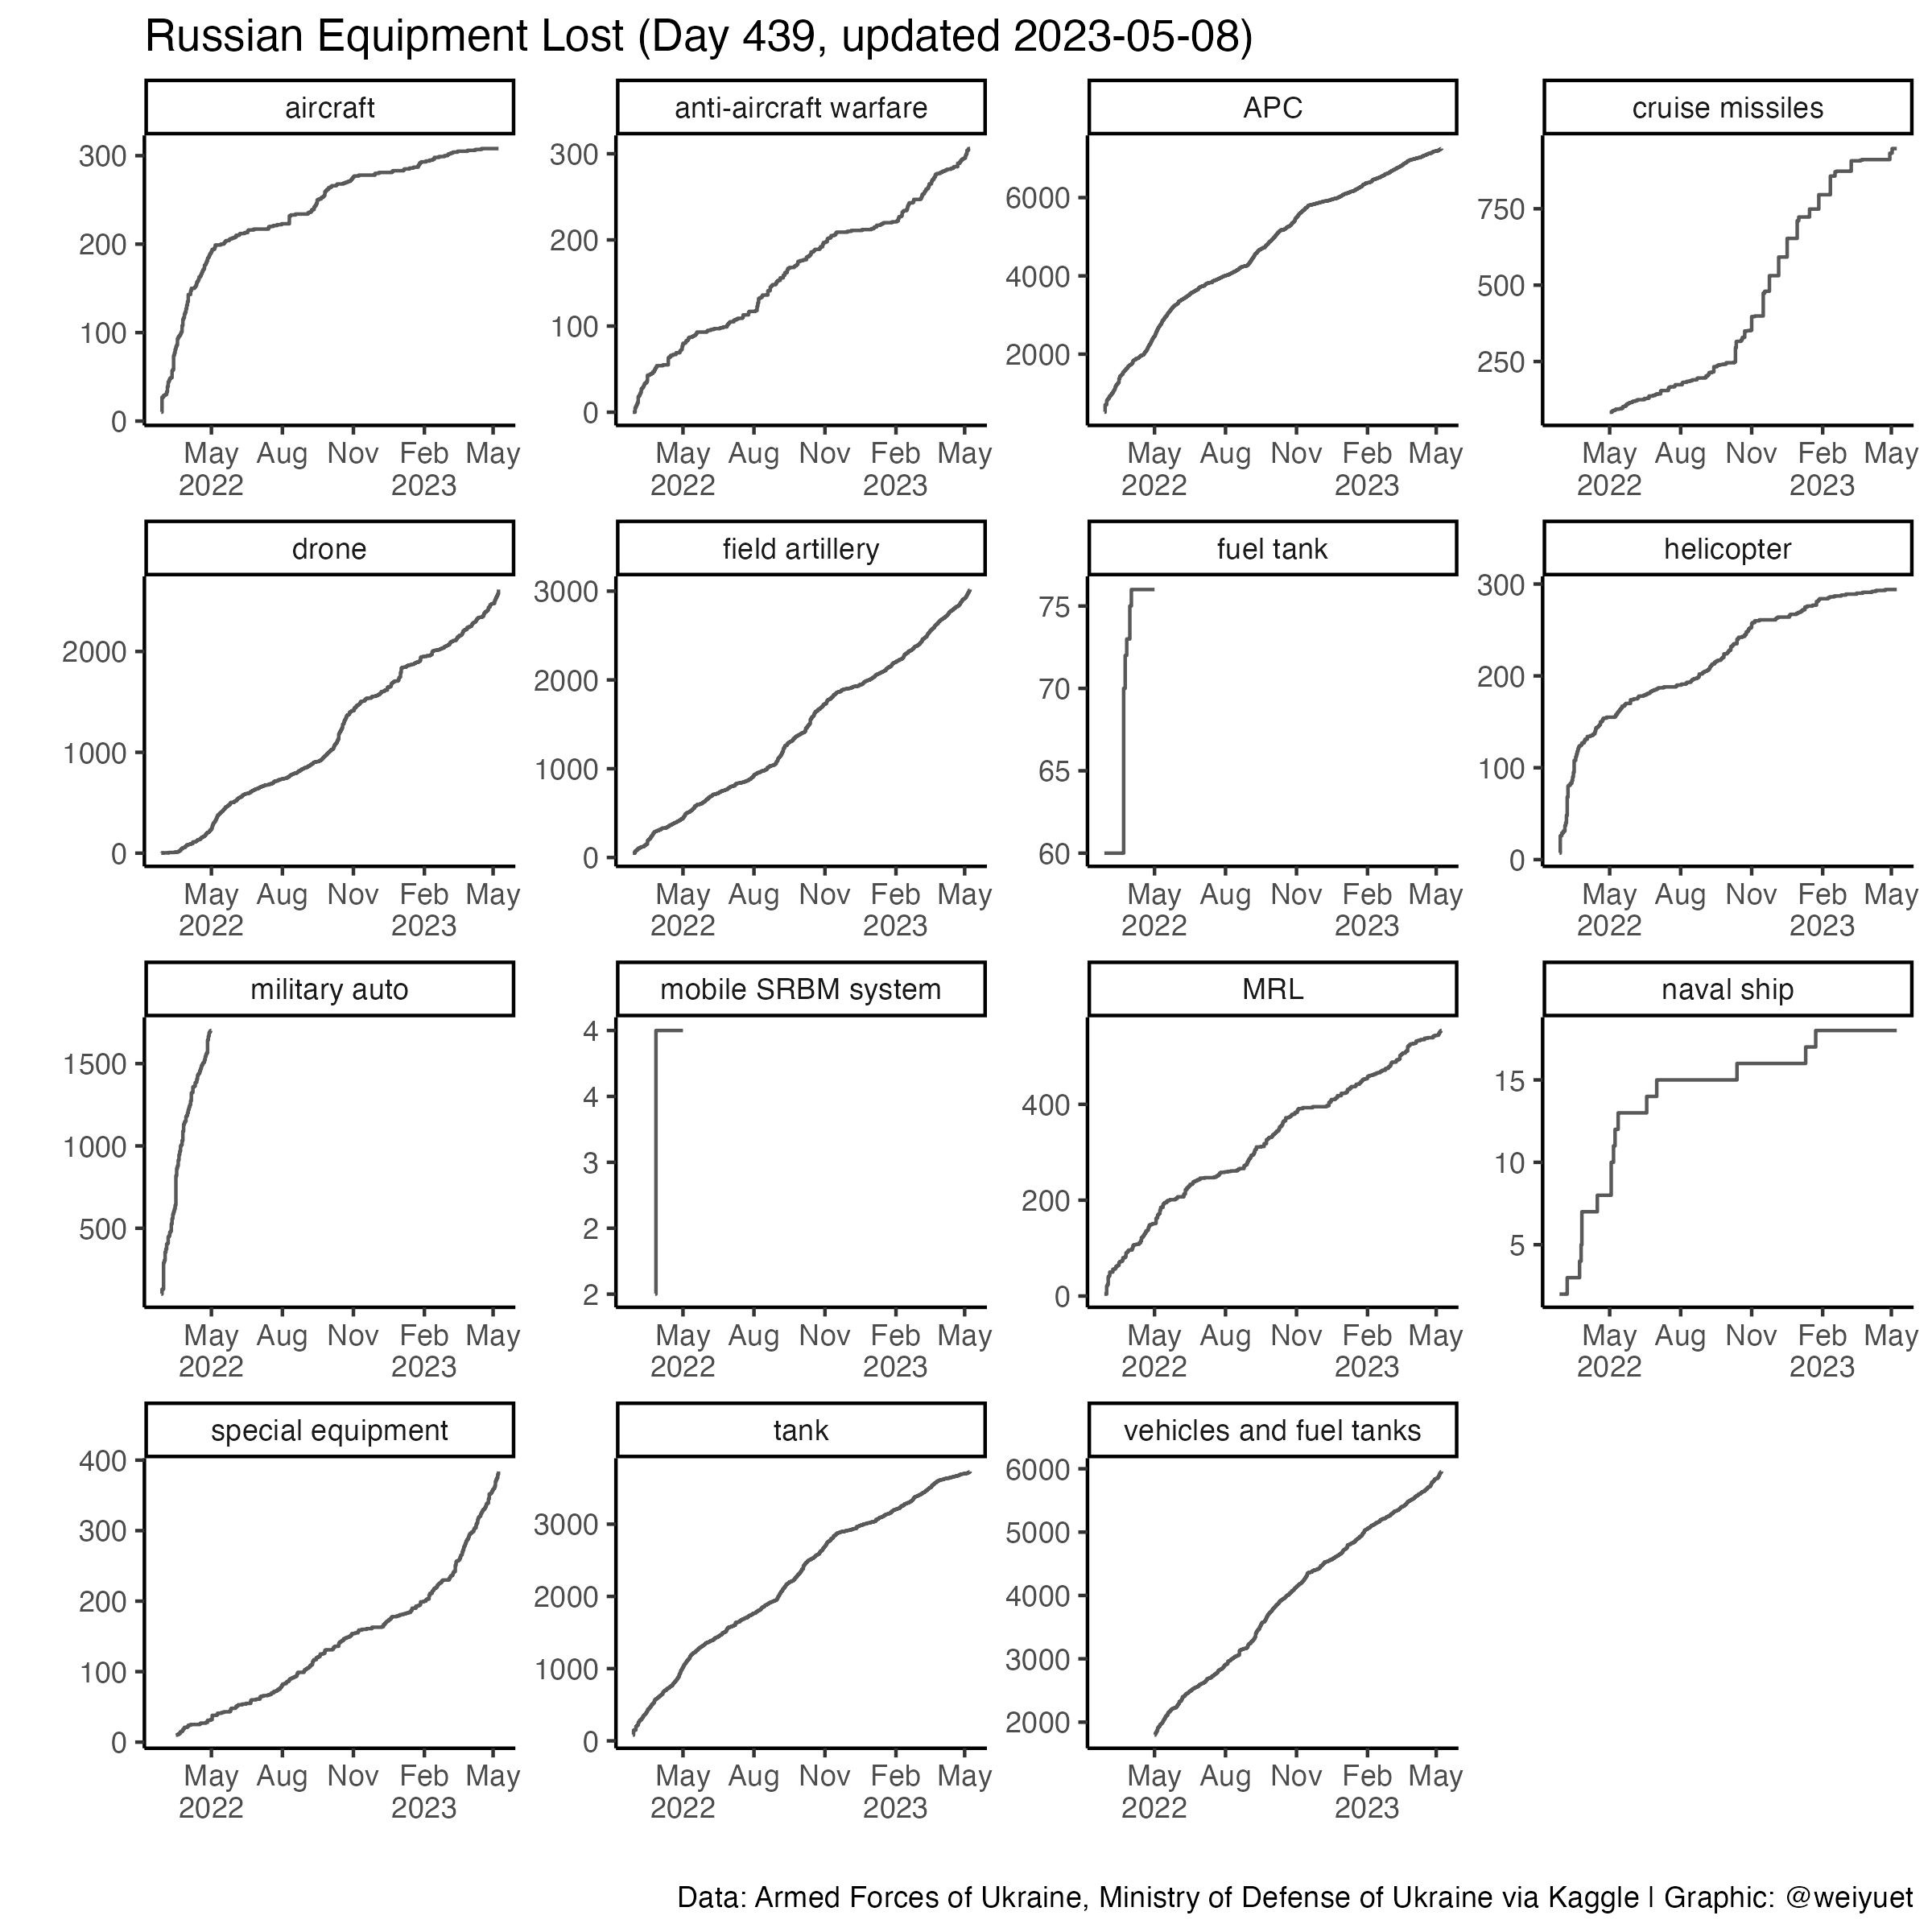 Russian Equipment Lost (Day 439, updated 2023-05-08)
aircraft
300
200
100
0
May Aug Nov Feb May
2022 2023
anti-aircraft warfare
300
200
100
0
May Aug Nov Feb May
2022 2023
APC
6000
4000
2000
May Aug Nov Feb May
2022 2023
cruise missiles
750
500
250
May Aug Nov Feb May
2022 2023
drone
2000
1000
0
May Aug Nov Feb May
2022 2023
field artillery
3000
2000
1000
0
May Aug Nov Feb May
2022 2023
fuel tank
75
70
65
60
May Aug Nov Feb May
2022 2023
helicopter
300
200
100
0
May Aug Nov Feb May
2022 2023
military auto
1500
1000
500
May Aug Nov Feb May
2022 2023
mobile SRBM system
4
4
3
2
2
May Aug Nov Feb May
2022 2023
MRL
400
200
0
May Aug Nov Feb May
2022 2023
naval ship
15
10
5
May Aug Nov Feb May
2022 2023
special equipment
400
300
200
100
0
May Aug Nov Feb May
2022 2023
tank
3000
2000
1000
0
May Aug Nov Feb May
2022 2023
vehicles and fuel tanks
6000
5000
4000
3000
2000
May Aug Nov Feb May
2022 2023
Data: Armed Forces of Ukraine, Ministry of Defense of Ukraine via Kaggle | Graphic: @weiyuet